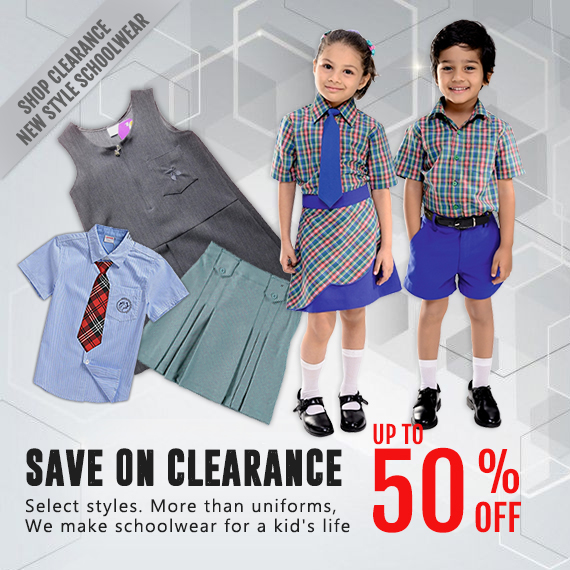 SHOP CLEARANCE
NEW STYLE SCHOOLWEAR
SAVE ON CLEARANCE
Select styles. More than uniforms,
We make schoolwear for a kid's life
UP TO
50 %
OFF